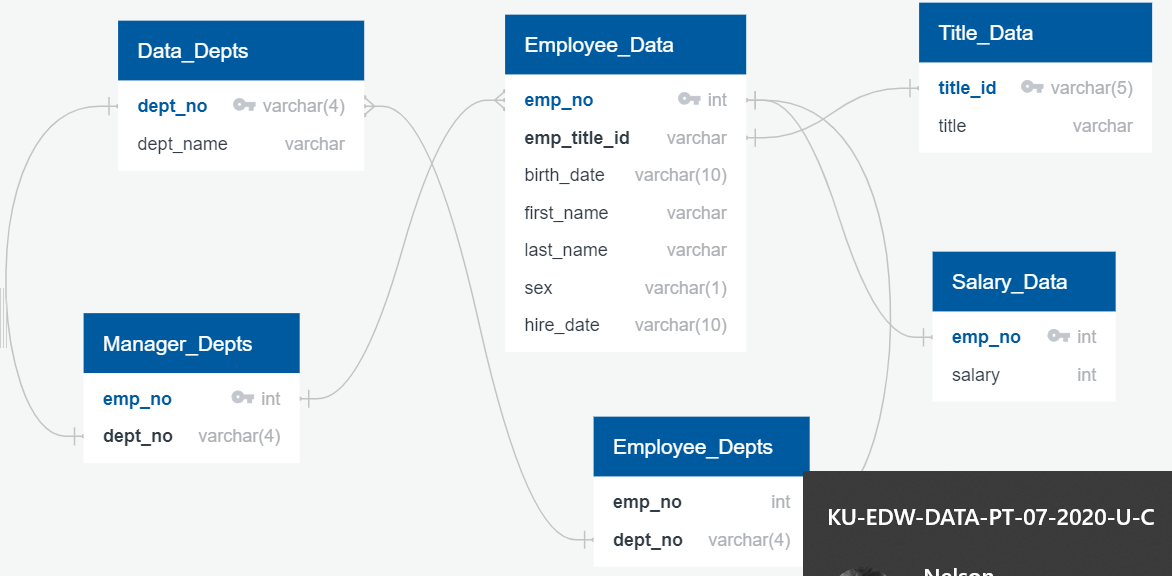 Data_Depts
dept_no varchar(4)
dept_name varchar
Employee_Data
emp_no int
emp_title_id varchar
birth_date varchar(10)
first_name varchar
last_name varchar
sex varchar(1)
hire_date varchar(10)
Title_Data
title_id varchar(5)
title varchar
Manager_Depts
emp_no int
dept_no varchar(4)
Salary_Data
emp_no int
salary int
Employee_Depts
emp_no int
dept_no varchar(4)
KU-EDW-DATA-PT-07-2020-U-C
Nelson